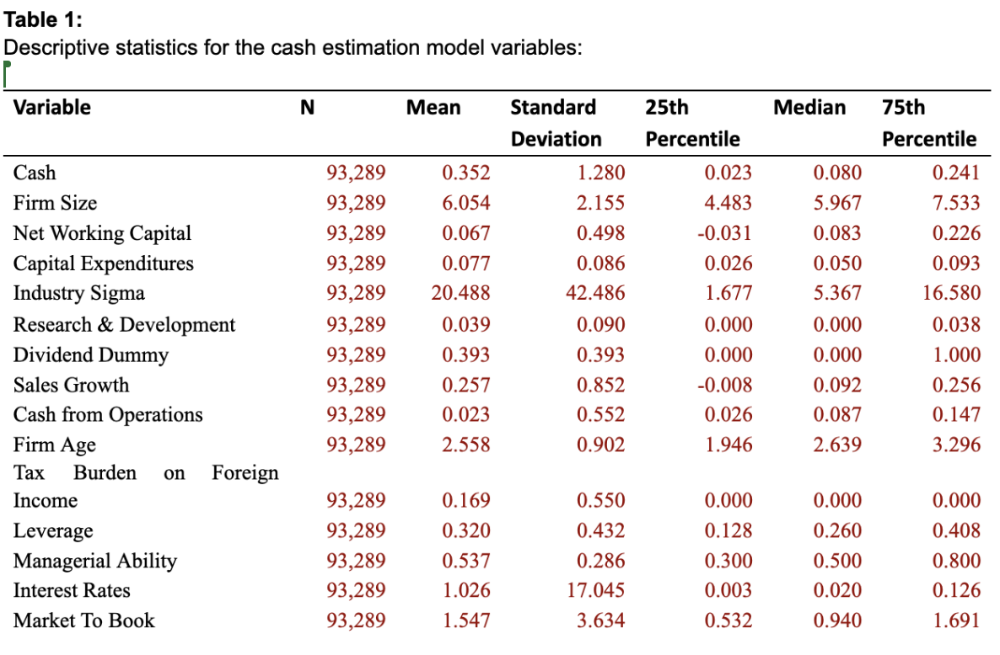 Table 1:
Descriptive statistics for the cash estimation model variables:
Variable N Mean Standard Deviation 25th Percentile Median 75th Percentile
Cash 93,289 0.352 1.280 0.023 0.080 0.241
Firm Size 93,289 6.054 2.155 4.483 5.967 7.533
Net Working Capital 93,289 0.067 0.498 -0.031 0.083 0.226
Capital Expenditures 93,289 0.077 0.086 0.026 0.050 0.093
Industry Sigma 93,289 20.488 42.486 1.677 5.367 16.580
Research & Development 93,289 0.039 0.090 0.000 0.000 0.038
Dividend Dummy 93,289 0.393 0.393 0.000 0.000 1.000
Sales Growth 93,289 0.257 0.852 -0.008 0.092 0.256
Cash from Operations 93,289 0.023 0.552 0.026 0.087 0.147
Firm Age 93,289 2.558 0.902 1.946 2.639 3.296
Tax Burden on Foreign
Income 93,289 0.169 0.550 0.000 0.000 0.000
Leverage 93,289 0.320 0.432 0.128 0.260 0.408
Managerial Ability 93,289 0.537 0.286 0.300 0.500 0.800
Interest Rates 93,289 1.026 17.045 0.003 0.020 0.126
Market To Book 93,289 1.547 3.634 0.532 0.940 1.691